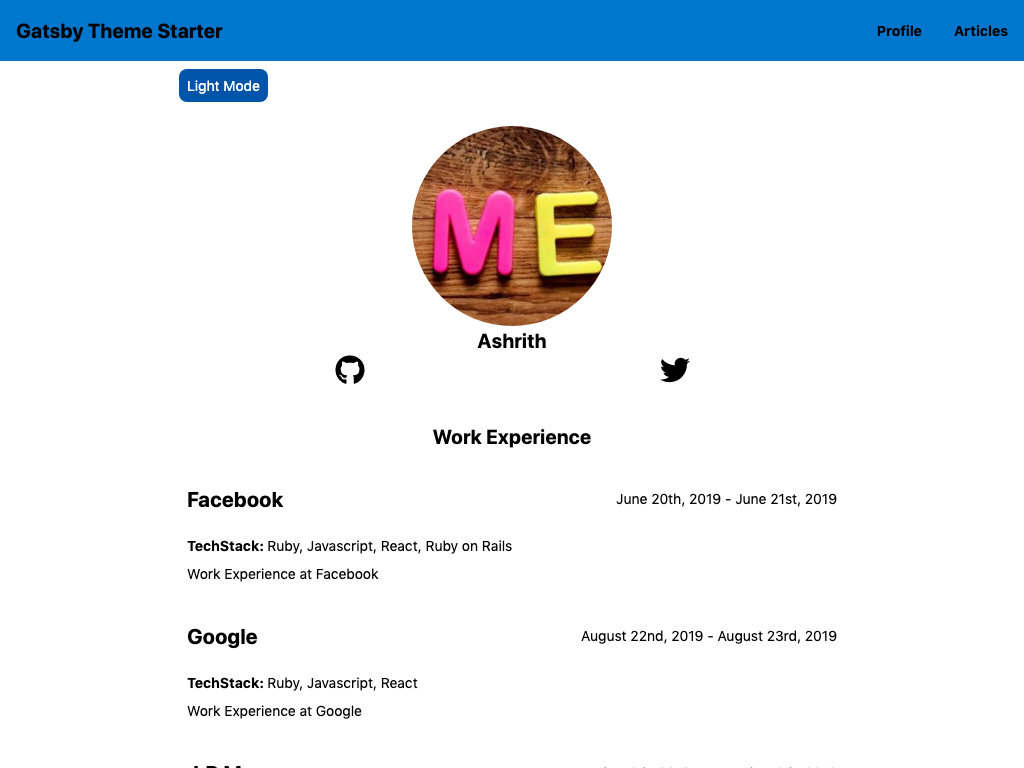 Gatsby Theme Starter
Profile
Articles
Light Mode
ME
Ashrith
Work Experience
Facebook
June 20th, 2019 - June 21st, 2019
TechStack: Ruby, Javascript, React, Ruby on Rails
Work Experience at Facebook
Google
August 22nd, 2019 - August 23rd, 2019
TechStack: Ruby, Javascript, React
Work Experience at Google